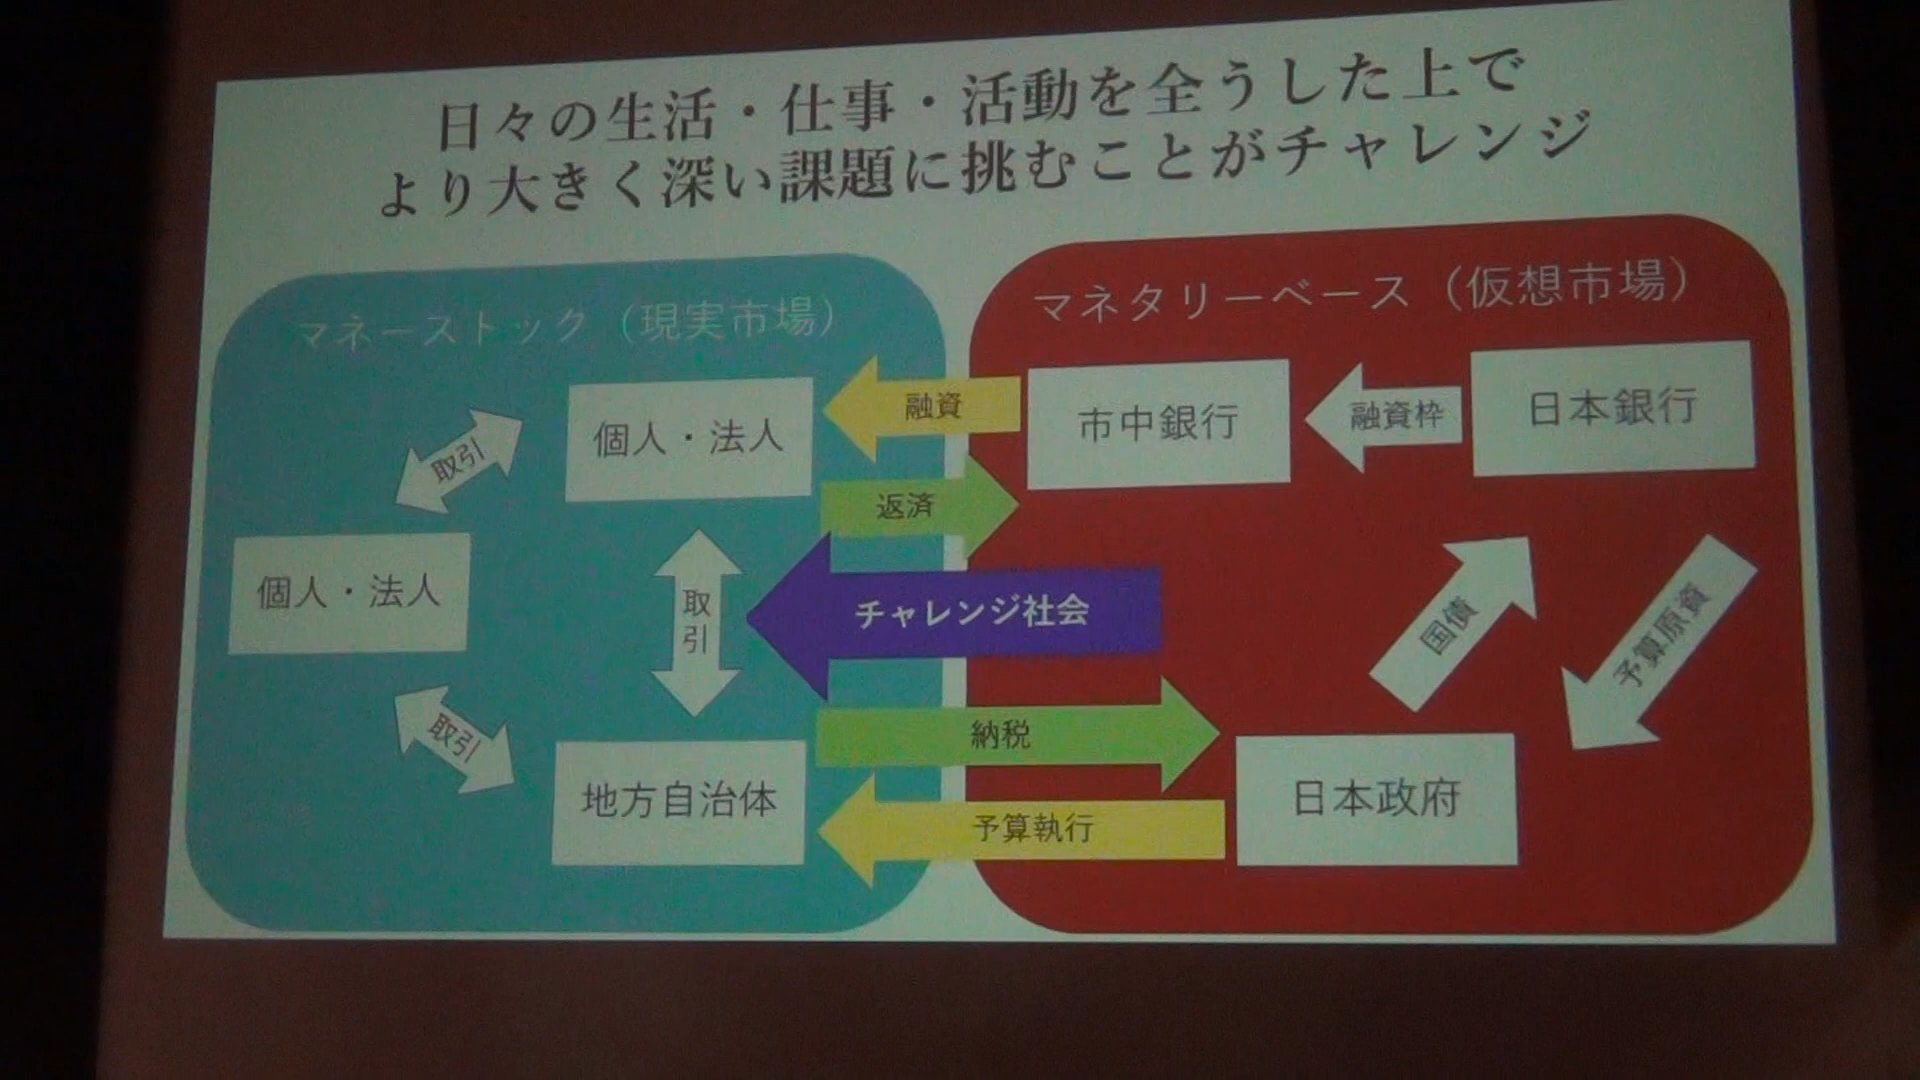 日々の生活・仕事・活動を全うした上で
より大きく深い課題に挑むことがチャレンジ
マネーストック（現実市場）
マネタリーベース（仮想市場）
個人・法人
融資
市中銀行
融資枠
日本銀行
取引
返済
個人・法人
取引
チャレンジ社会
国債
予算原資
取引
納税
地方自治体
予算執行
日本政府